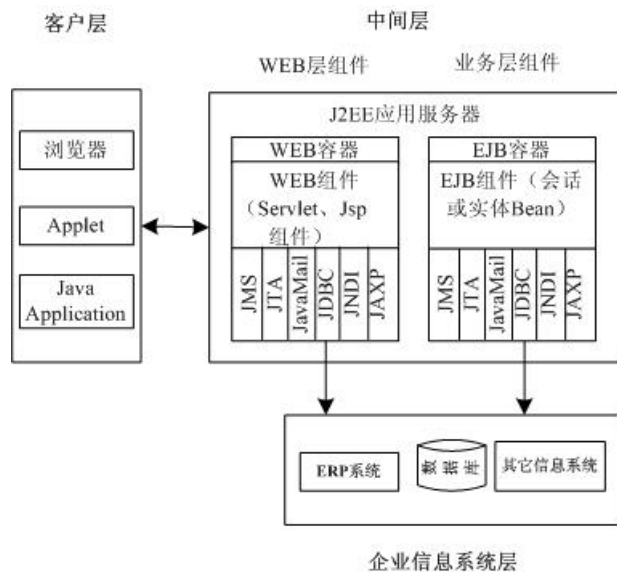 客户层
中间层
WEB层组件
业务层组件
浏览器
Applet
Java
Application
J2EE应用服务器
WEB容器
WEB组件
（Servlet、Jsp
组件）
JMS
JTA
JavaMail
JDBC
JNDI
JAXP
EJB容器
EJB组件（会话
或实体Bean）
JMS
JTA
JavaMail
JDBC
JNDI
JAXP
ERP系统
数据库
其它信息系统
企业信息系统层